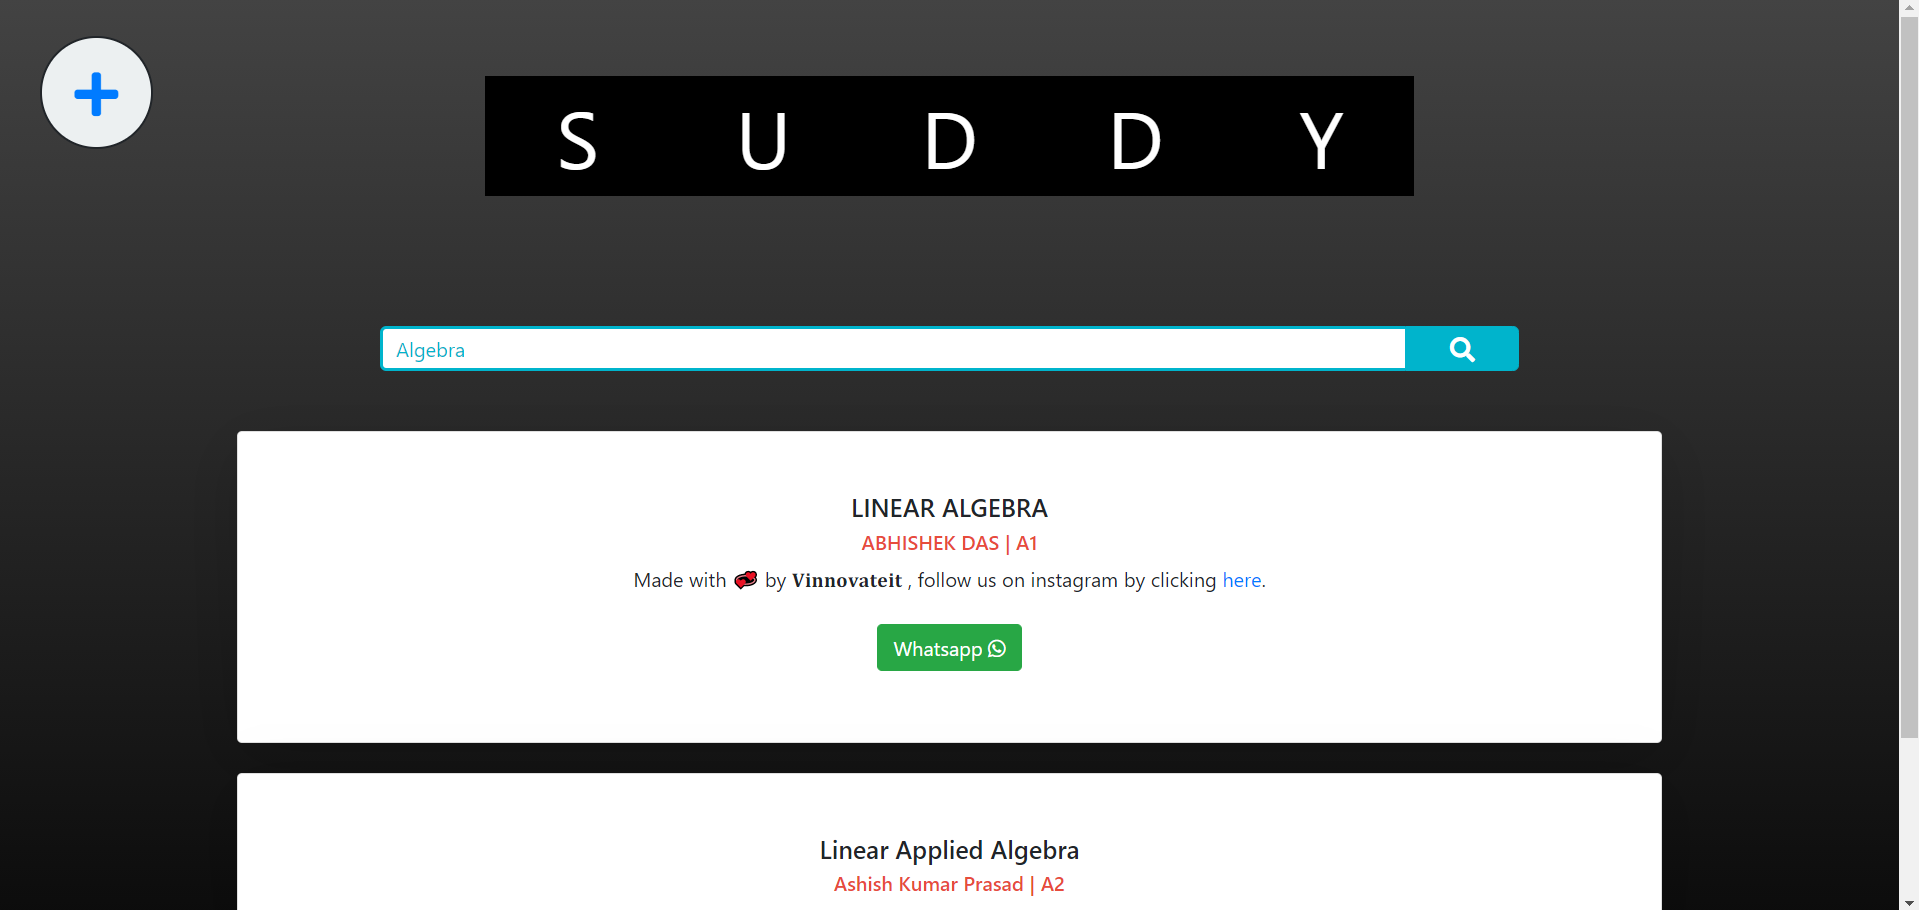 S U D D Y
Algebra
LINEAR ALGEBRA
ABHISHEK DAS | A1
Made with 💞 by Vinnovateit , follow us on instagram by clicking here.
Whatsapp
Linear Applied Algebra
Ashish Kumar Prasad | A2